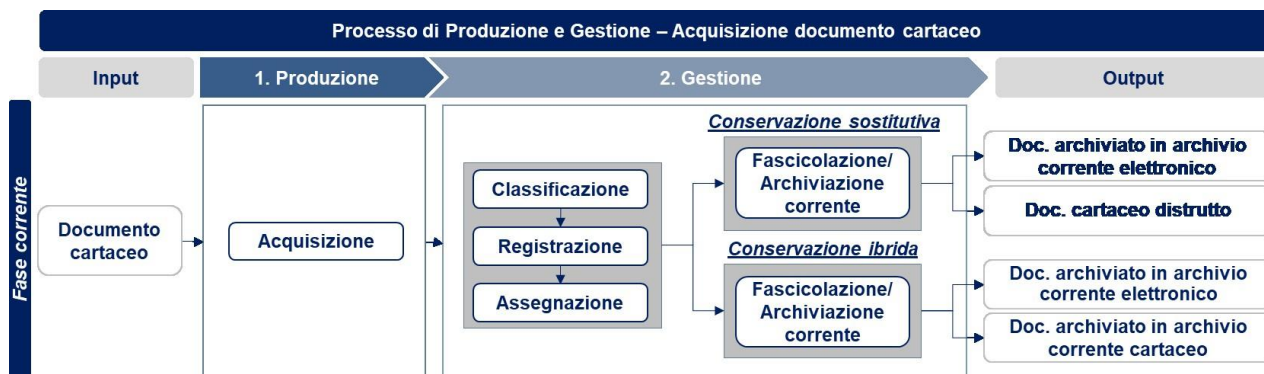 Processo di Produzione e Gestione – Acquisizione documento cartaceo
Input
1. Produzione
2. Gestione
Output
Fase corrente
Documento
cartaceo
Acquisizione
Classificazione
Registrazione
Assegnazione
Conservazione sostitutiva
Fascicolazione/
Archiviazione
corrente
Conservazione ibrida
Fascicolazione/
Archiviazione
corrente
Doc. archiviato in archivio
corrente elettronico
Doc. cartaceo distrutto
Doc. archiviato in archivio
corrente elettronico
Doc. archiviato in archivio
corrente cartaceo